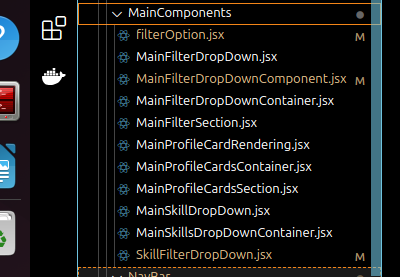 MainComponents
filterOption.jsx M
MainFilterDropDown.jsx
MainFilterDropDownComponent.jsx M
MainFilterDropDownContainer.jsx
MainFilterSection.jsx
MainProfileCardRendering.jsx
MainProfileCardsContainer.jsx
MainProfileCardsSection.jsx
MainSkillDropDown.jsx
MainSkillsDropDownContainer.jsx
SkillFilterDropDown.jsx M
NavBar